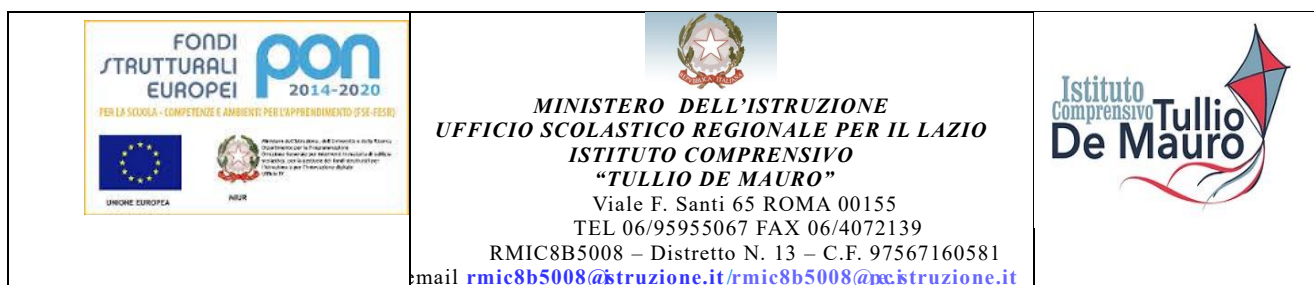 FONDI
STRUTTURALI
EUROPEI
pon
2014-2020
PER LA SCUOLA - COMPETENZE E AMBIENTI PER L'APPRENDIMENTO (FSE-FESR)
UNIONE EUROPEA
MIUR
MINISTERO DELL'ISTRUZIONE
UFFICIO SCOLASTICO REGIONALE PER IL LAZIO
ISTITUTO COMPRENSIVO
“TULLIO DE MAURO”
Viale F. Santi 65 ROMA 00155
TEL 06/95955067 FAX 06/4072139
RMIC8B5008 – Distretto N. 13 – C.F. 97567160581
email rmic8b5008@istruzione.it/rmic8b5008@pec.istruzione.it
Istituto
Comprensivo Tullio
De Mauro